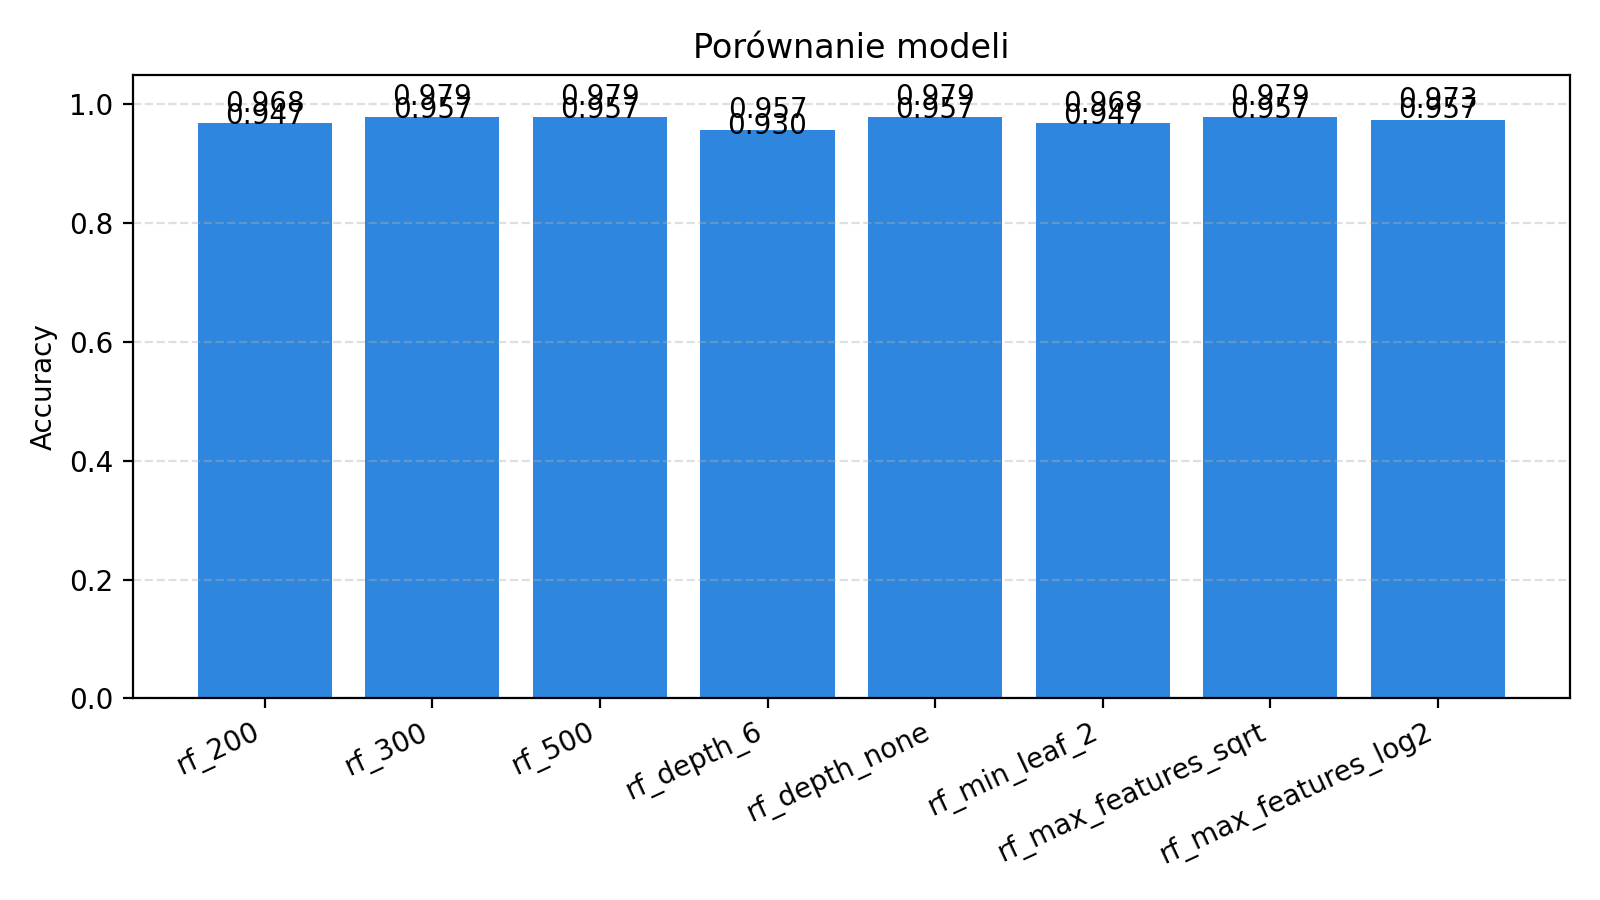 Porównanie modeli
Accuracy
1.0
0.8
0.6
0.4
0.2
0.0
0.968 0.979 0.979 0.957 0.979 0.968 0.979 0.973
0.947 0.957 0.957 0.930 0.957 0.947 0.957 0.957
rf_200
rf_300
rf_500
rf_depth_6
rf_depth_none
rf_min_leaf_2
rf_max_features_sqrt
rf_max_features_log2